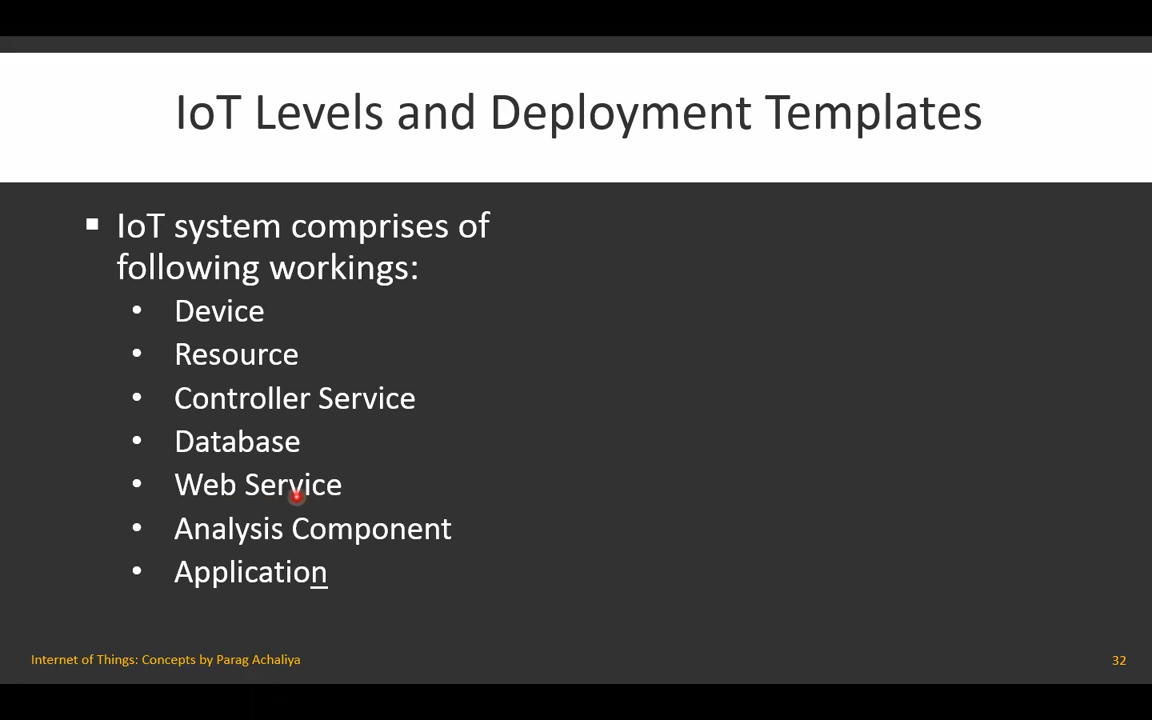 IoT Levels and Deployment Templates
▪ IoT system comprises of
following workings:
• Device
• Resource
• Controller Service
• Database
• Web Service
• Analysis Component
• Application
Internet of Things: Concepts by Parag Achaliya
32